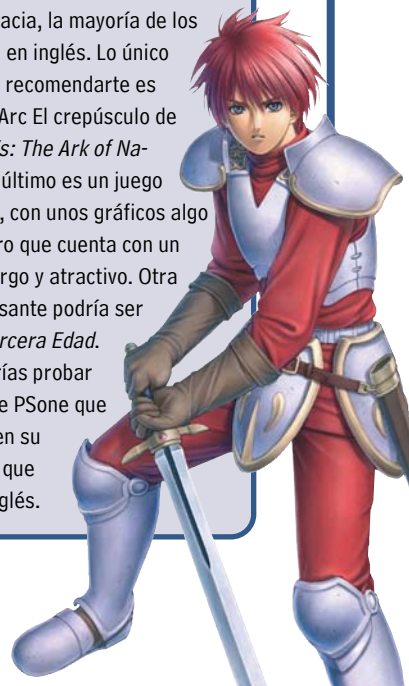 acia, la mayoría de los
en inglés. Lo único
recomendarte es
Arc El crepúsculo de
s: The Ark of Na-
último es un juego
, con unos gráficos algo
ro que cuenta con un
rgo y atractivo. Otra
sante podría ser
rcera Edad.
rías probar
e PSone que
en su
que
glés.